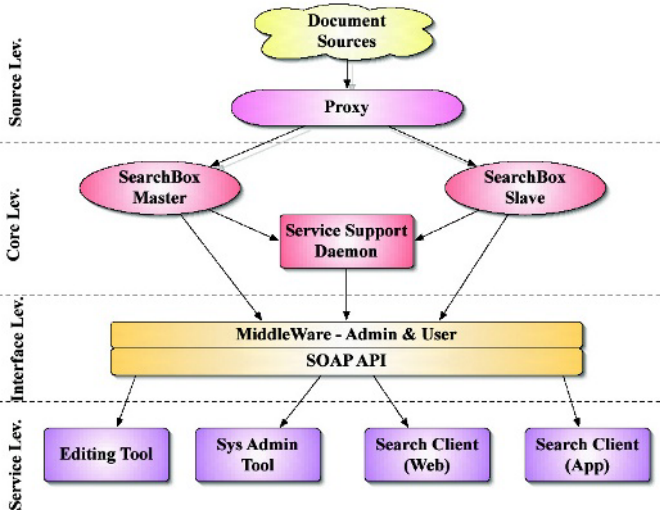 Source Lev.
Document
Sources
Proxy
Core Lev.
SearchBox
Master
SearchBox
Slave
Service Support
Daemon
Interface Lev.
MiddleWare - Admin & User
SOAP API
Service Lev.
Editing Tool
Sys Admin
Tool
Search Client
(Web)
Search Client
(App)